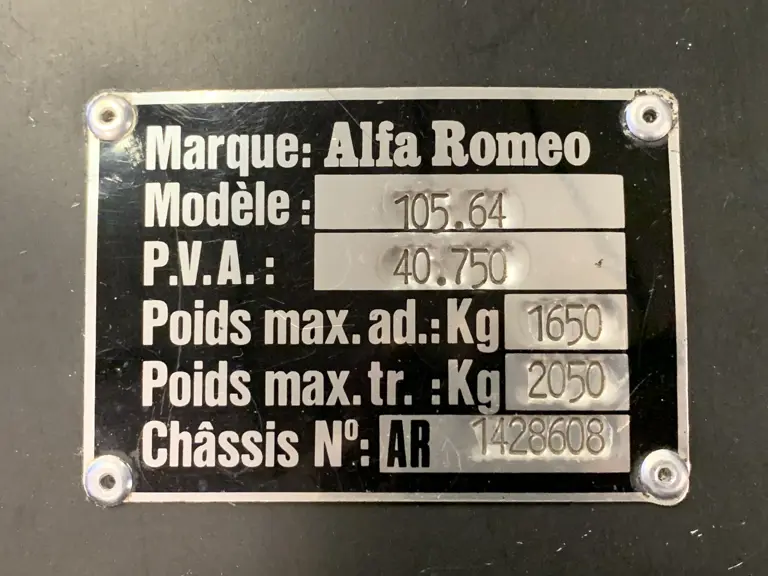 Marque: Alfa Romeo
Modèle: 105.64
P.V.A.: 40.750
Poids max. ad.: Kg 1650
Poids max. tr. : Kg 2050
Châssis Nº: AR 1428608